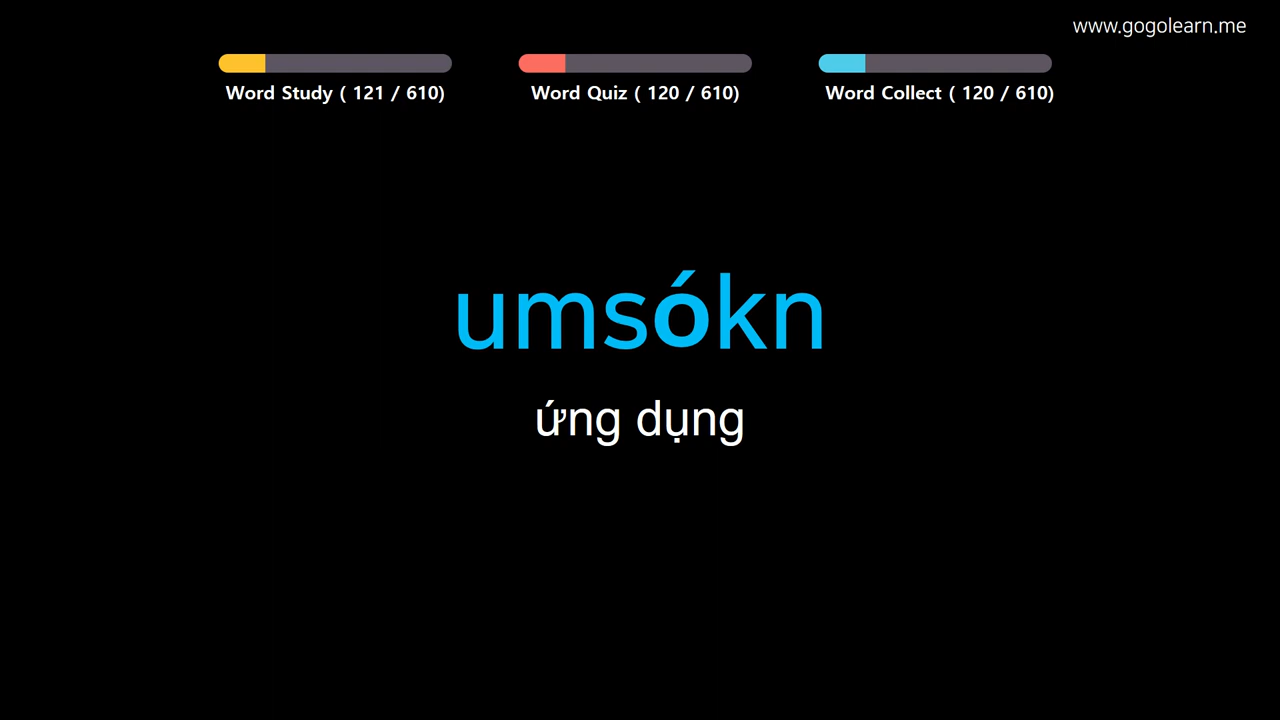 www.gogolearn.me
Word Study ( 121 / 610)
Word Quiz ( 120 / 610)
Word Collect ( 120 / 610)
umsókn
ứng dụng